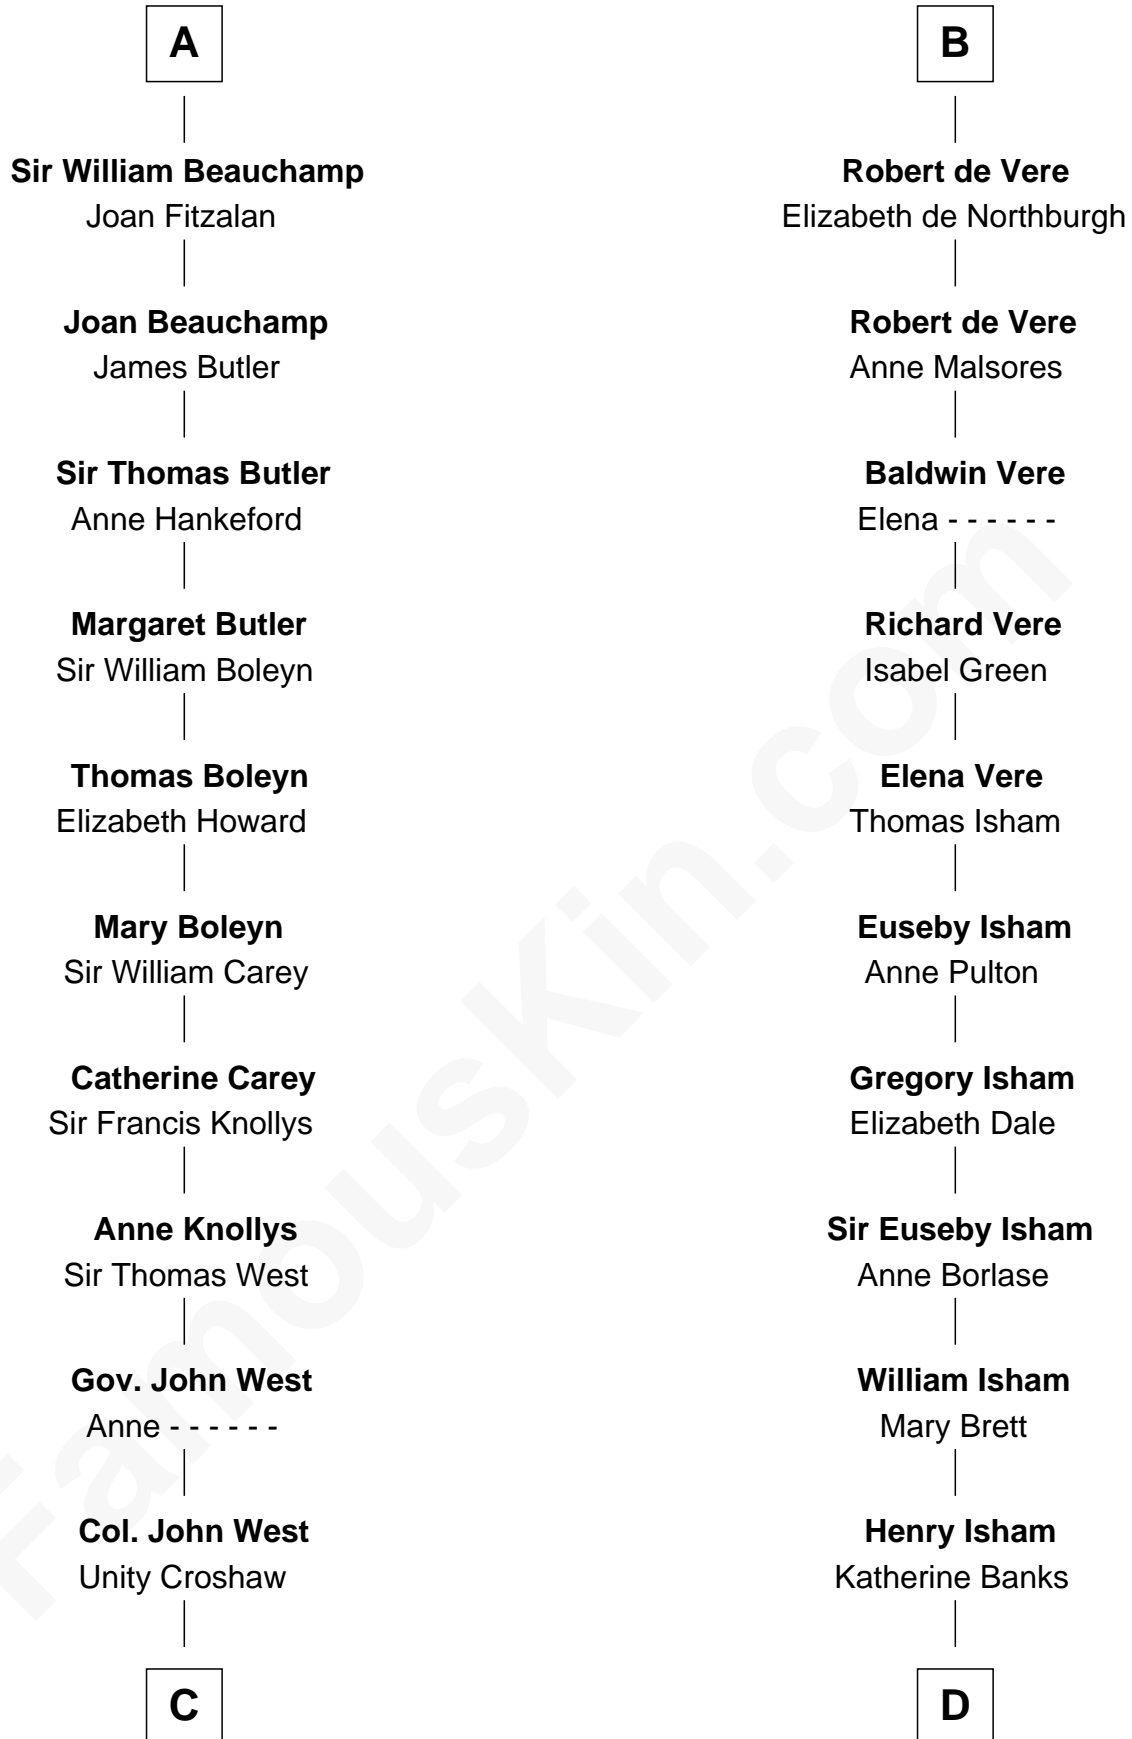 A
Sir William Beauchamp
Joan Fitzalan
Joan Beauchamp
James Butler
Sir Thomas Butler
Anne Hankeford
Margaret Butler
Sir William Boleyn
Thomas Boleyn
Elizabeth Howard
Mary Boleyn
Sir William Carey
Catherine Carey
Sir Francis Knollys
Anne Knollys
Sir Thomas West
Gov. John West
Anne - - - - - -
Col. John West
Unity Croshaw
C
B
Robert de Vere
Elizabeth de Northburgh
Robert de Vere
Anne Malsores
Baldwin Vere
Elena - - - - - -
Richard Vere
Isabel Green
Elena Vere
Thomas Isham
Euseby Isham
Anne Pulton
Gregory Isham
Elizabeth Dale
Sir Euseby Isham
Anne Borlase
William Isham
Mary Brett
Henry Isham
Katherine Banks
D
FamousKin.com